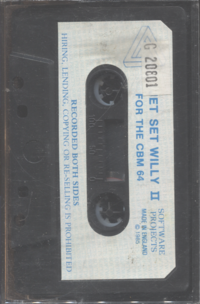 ET SET WILLY II
FOR THE CBM 64
SOFTWARE
PROJECTS
MADE IN ENGLAND
© 1985
RECORDED BOTH SIDES
HIRING, LENDING, COPYING OR RE-SELLING IS PROHIBITED